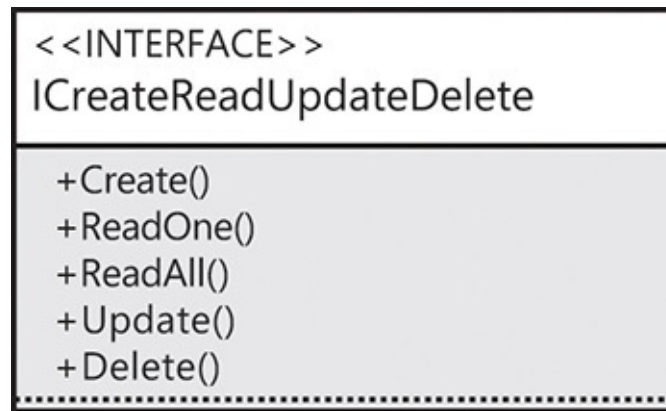 <<INTERFACE>>
ICreateReadUpdateDelete
+Create()
+ReadOne()
+ReadAll()
+Update()
+Delete()